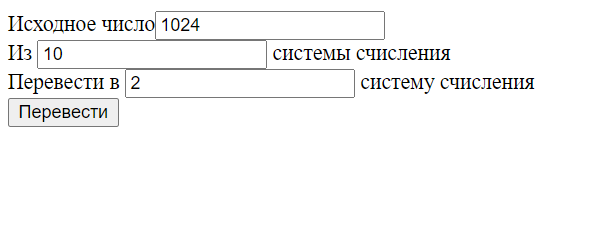 Исходное число 1024
Из 10 системы счисления
Перевести в 2 систему счисления
Перевести